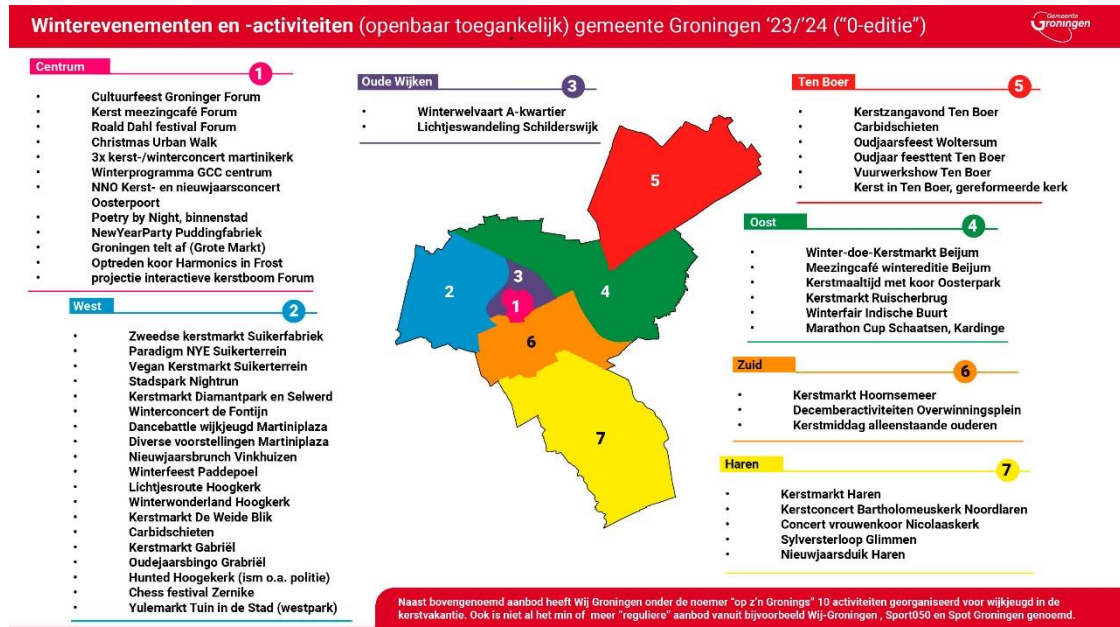 Winterevenementen en -activiteiten (openbaar toegankelijk) gemeente Groningen ‘23/’24 (“0-editie”)
Gemeente
Groningen
Centrum
1
• Cultuurfeest Groninger Forum
• Kerst meezingcafé Forum
• Roald Dahl festival Forum
• Christmas Urban Walk
• 3x kerst-/winterconcert martinikerk
• Winterprogramma GCC centrum
• NNO Kerst- en nieuwjaarsconcert
Oosterpoort
• Poetry by Night, binnenstad
• NewYearParty Puddingfabriek
• Groningen telt af (Grote Markt)
• Optreden koor Harmonics in Frost
• projectie interactieve kerstboom Forum
West
2
• Zweedse kerstmarkt Suikerfabriek
• Paradigm NYE Suikerterrein
• Vegan Kerstmarkt Suikerterrein
• Stadspark Nightrun
• Kerstmarkt Diamantpark en Selwerd
• Winterconcert de Fontijn
• Dancebattle wijkjeugd Martiniplaza
• Diverse voorstellingen Martiniplaza
• Nieuwjaarsbrunch Vinkhuizen
• Winterfeest Paddepoel
• Lichtjesroute Hoogkerk
• Winterwonderland Hoogkerk
• Kerstmarkt De Weide Blik
• Carbidschieten
• Kerstmarkt Gabriël
• Oudejaarsbingo Grabriël
• Hunted Hoogekerk (ism o.a. politie)
• Chess festival Zernike
• Yulemarkt Tuin in de Stad (westpark)
Oude Wijken
3
• Winterwelvaart A-kwartier
• Lichtjeswandeling Schilderswijk
5
3
2
4
1
6
7
Ten Boer
5
• Kerstzangavond Ten Boer
• Carbidschieten
• Oudjaarsfeest Woltersum
• Oudjaar feesttent Ten Boer
• Vuurwerkshow Ten Boer
• Kerst in Ten Boer, gereformeerde kerk
Oost
4
• Winter-doe-Kerstmarkt Beijum
• Meezingcafé wintereditie Beijum
• Kerstmaaltijd met koor Oosterpark
• Kerstmarkt Ruischerbrug
• Winterfair Indische Buurt
• Marathon Cup Schaatsen, Kardinge
Zuid
6
• Kerstmarkt Hoornsemeer
• Decemberactiviteiten Overwinningsplein
• Kerstmiddag alleenstaande ouderen
Haren
7
• Kerstmarkt Haren
• Kerstconcert Bartholomeuskerk Noordlaren
• Concert vrouwenkoor Nicolaaskerk
• Sylversterloop Glimmen
• Nieuwjaarsduik Haren
Naast bovengenoemd aanbod heeft Wij Groningen onder de noemer “op z’n Gronings” 10 activiteiten georganiseerd voor wijkjeugd in de
kerstvakantie. Ook is niet al het min of meer “reguliere” aanbod vanuit bijvoorbeeld Wij-Groningen , Sport050 en Spot Groningen genoemd.